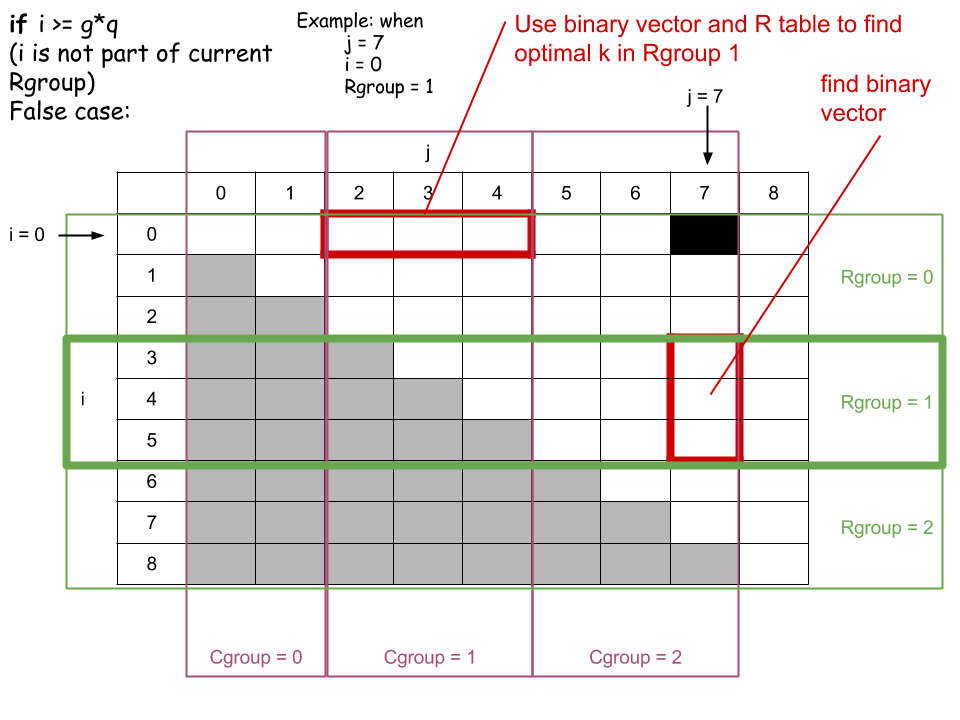 if i >= g*q
(i is not part of current
Rgroup)
False case:
Example: when
j = 7
i = 0
Rgroup = 1
Use binary vector and R table to find
optimal k in Rgroup 1
find binary
vector
j = 7
j
0 1 2 3 4 5 6 7 8
i = 0
0
1
2
3
4
5
6
7
8
i
Rgroup = 0
Rgroup = 1
Rgroup = 2
Cgroup = 0 Cgroup = 1 Cgroup = 2